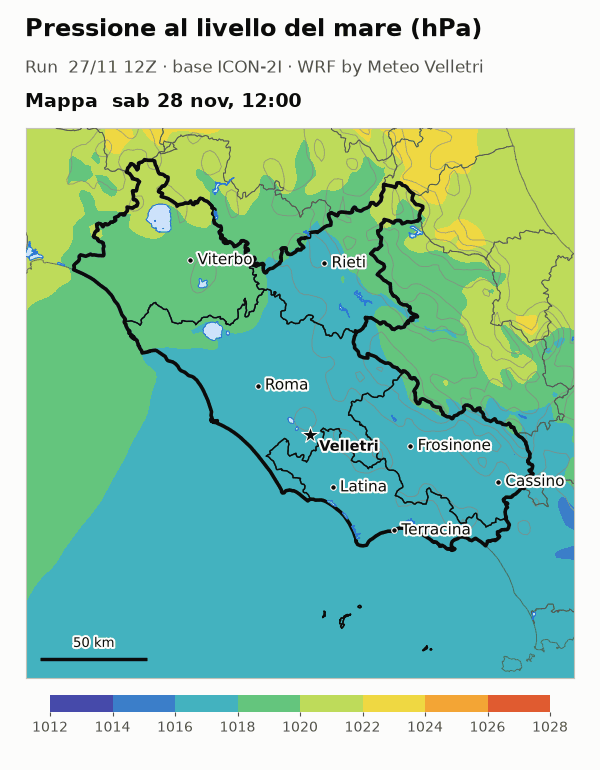 Pressione al livello del mare (hPa)
Run  27/11 12Z · base ICON-2I · WRF by Meteo Velletri
Mappa  sab 28 nov, 12:00
Viterbo
Rieti
Roma
Velletri
Frosinone
Latina
Cassino
Terracina
50 km
1012 1014 1016 1018 1020 1022 1024 1026 1028